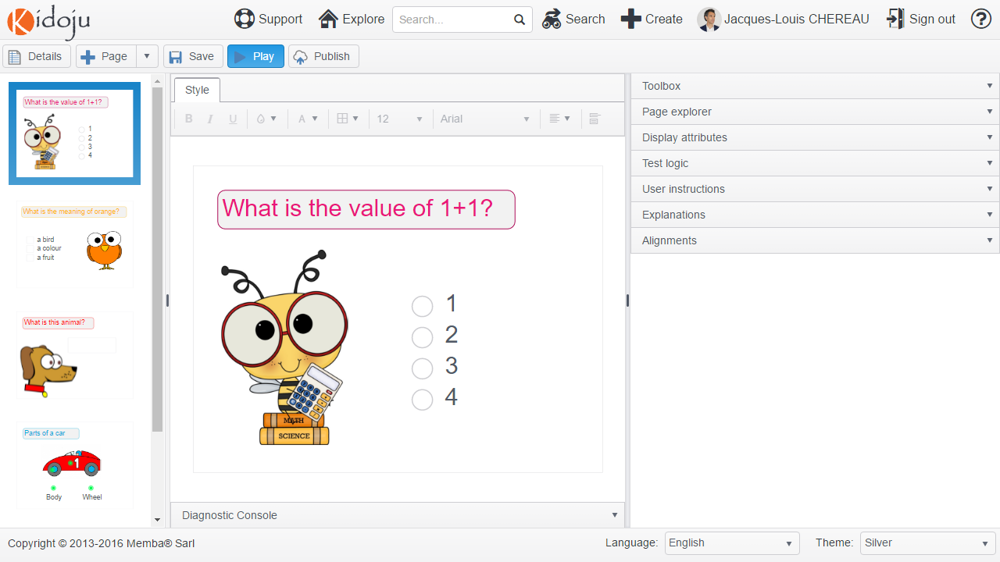 Kidoju
Support
Explore
Search...
Search
Create
Jacques-Louis CHEREAU
Sign out
Details
Page
Save
Play
Publish
What is the value of 1+1?
1
2
3
4
MATH
SCIENCE
What is the meaning of orange?
a bird
a colour
a fruit
What is this animal?
Parts of a car
1
Body Wheel
Style
B I U A 12 Arial
What is the value of 1+1?
1
2
3
4
MATH
SCIENCE
Diagnostic Console
Toolbox
Page explorer
Display attributes
Test logic
User instructions
Explanations
Alignments
Copyright © 2013-2016 Memba® Sarl
Language: English
Theme: Silver